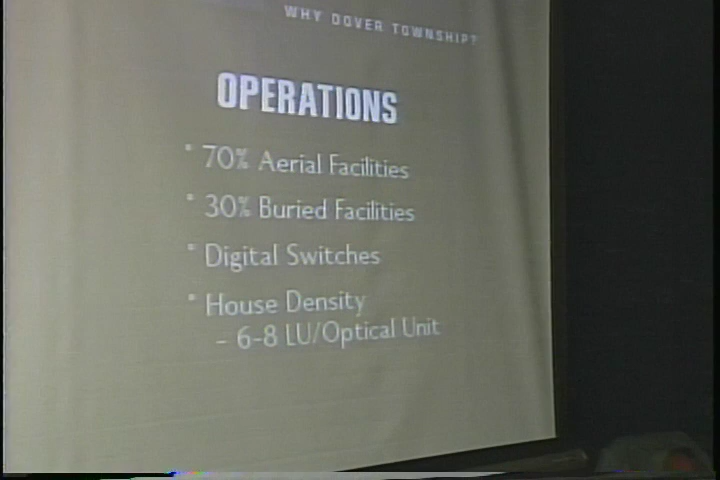 WHY DOVER TOWNSHIP?
OPERATIONS
* 70% Aerial Facilities
* 30% Buried Facilities
* Digital Switches
* House Density
- 6-8 LU/Optical Unit